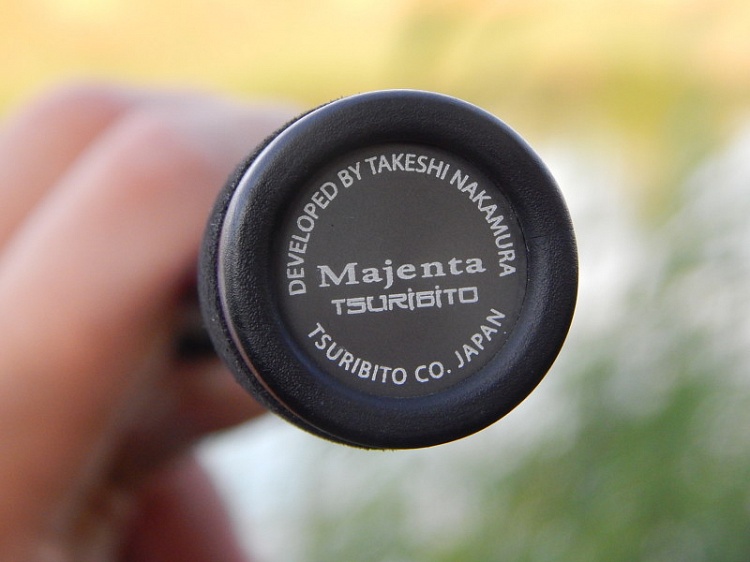 DEVELOPED BY TAKESHI NAKAMURA
Majenta
TSURIBITO
TSURIBITO CO. JAPAN